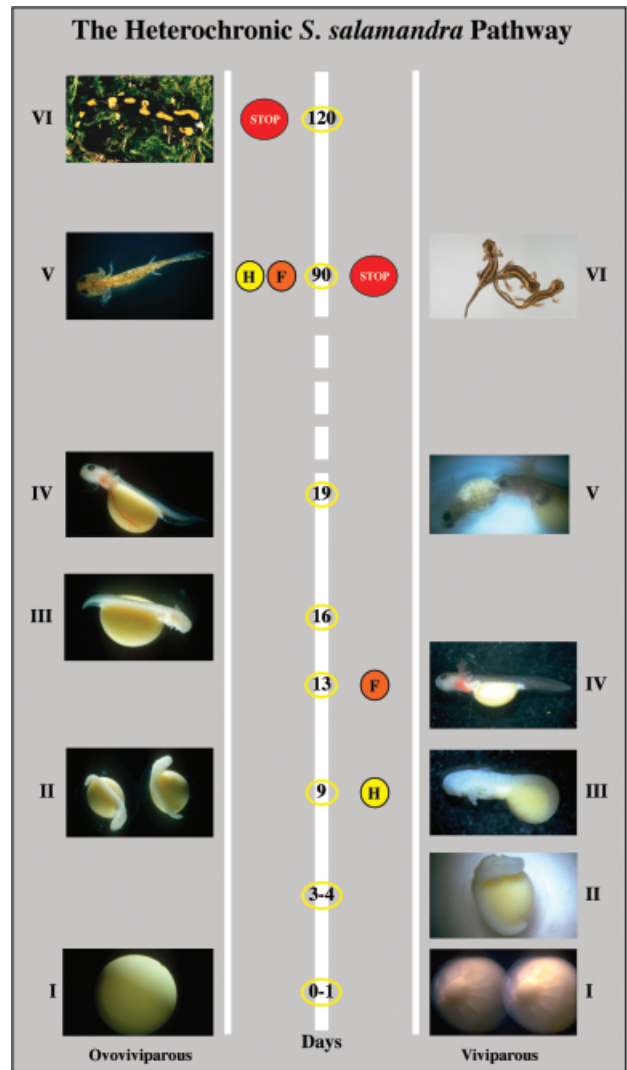 The Heterochronic S. salamandra Pathway
VI STOP 120
V H F 90 STOP VI
IV 19 V
III 16
13 F IV
II 9 H III
3-4 II
I 0-1 I
Ovoviviparous Days Viviparous